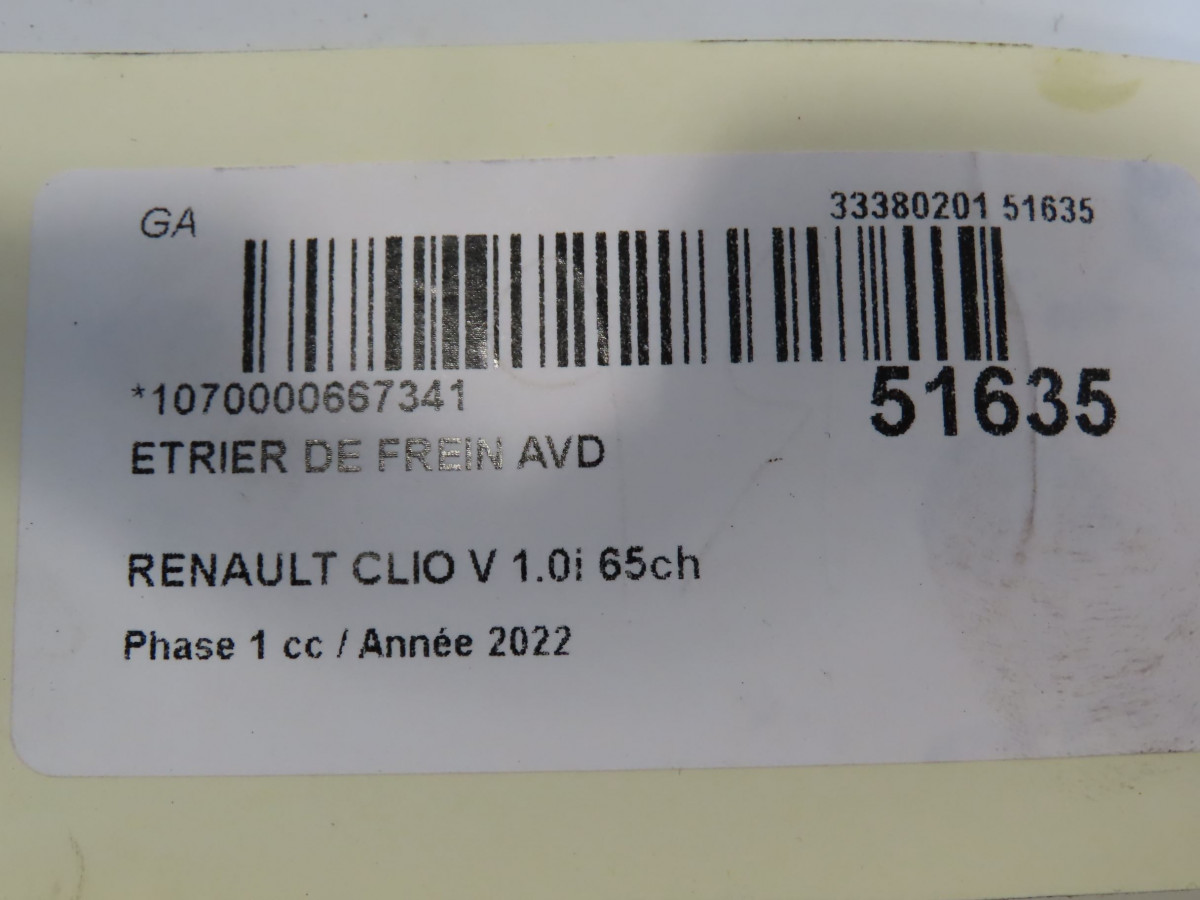 GA
33380201 51635
*1070000667341
51635
ETRIER DE FREIN AVD
RENAULT CLIO V 1.0i 65ch
Phase 1 cc / Année 2022